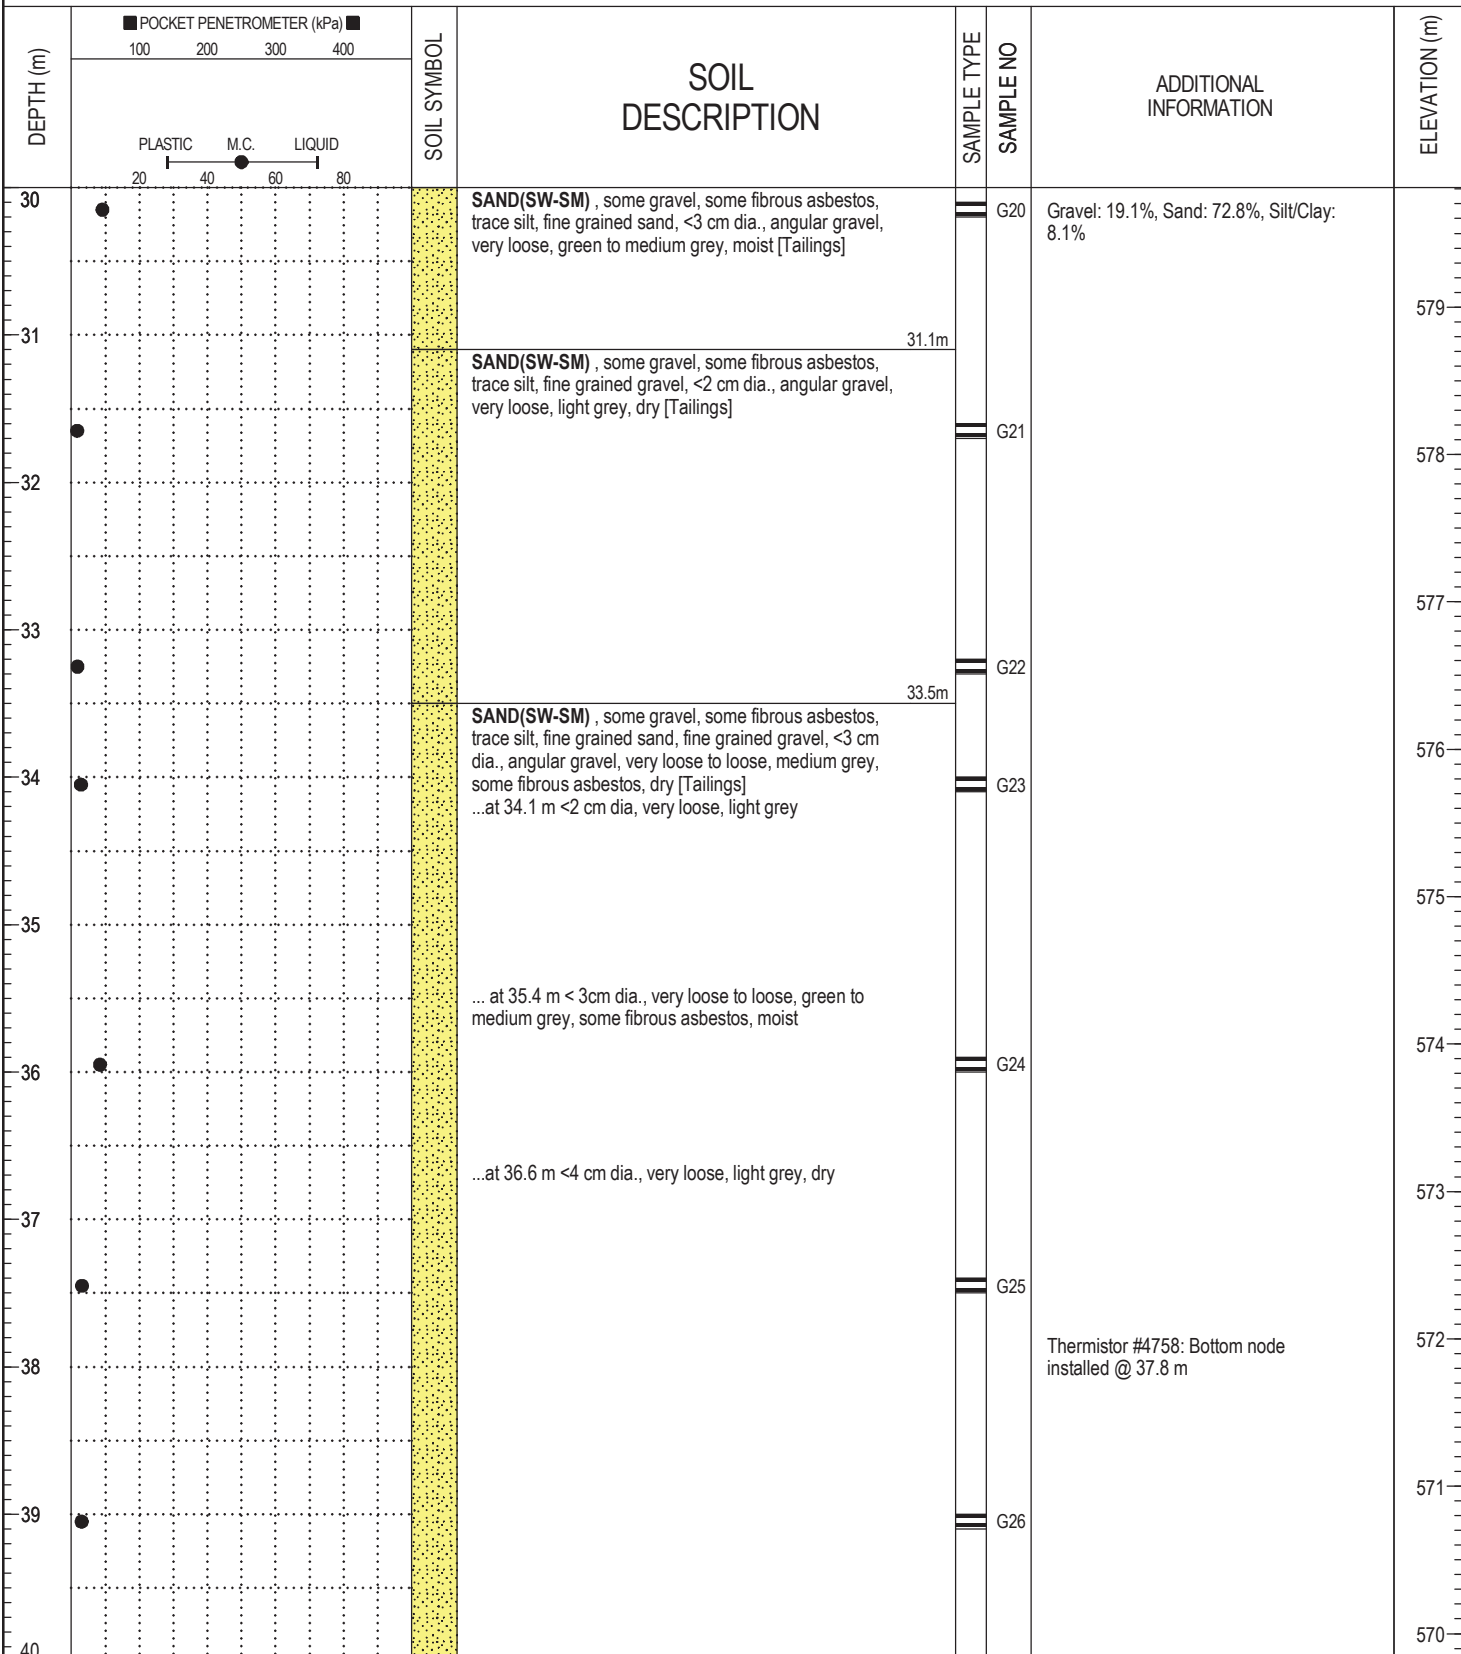 ■ POCKET PENETROMETER (kPa) ■
100 200 300 400
DEPTH (m)
PLASTIC M.C. LIQUID
20 40 60 80
SOIL SYMBOL
SOIL
DESCRIPTION
SAMPLE TYPE
SAMPLE NO
ADDITIONAL
INFORMATION
ELEVATION (m)
30
SAND(SW-SM) , some gravel, some fibrous asbestos,
trace silt, fine grained sand, <3 cm dia., angular gravel,
very loose, green to medium grey, moist [Tailings]
G20
Gravel: 19.1%, Sand: 72.8%, Silt/Clay:
8.1%
579
31
31.1m
SAND(SW-SM) , some gravel, some fibrous asbestos,
trace silt, fine grained gravel, <2 cm dia., angular gravel,
very loose, light grey, dry [Tailings]
G21
578
32
577
33
G22
33.5m
SAND(SW-SM) , some gravel, some fibrous asbestos,
trace silt, fine grained sand, fine grained gravel, <3 cm
dia., angular gravel, very loose to loose, medium grey,
some fibrous asbestos, dry [Tailings]
...at 34.1 m <2 cm dia, very loose, light grey
576
34
G23
575
35
... at 35.4 m < 3cm dia., very loose to loose, green to
medium grey, some fibrous asbestos, moist
574
36
G24
...at 36.6 m <4 cm dia., very loose, light grey, dry
573
37
G25
Thermistor #4758: Bottom node
installed @ 37.8 m
572
38
571
39
G26
570
40